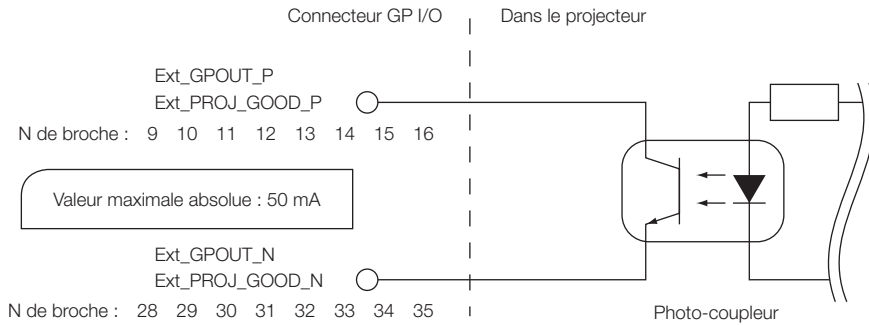 Connecteur GP I/O
Dans le projecteur
Ext_GPOUT_P
Ext_PROJ_GOOD_P
N de broche : 9 10 11 12 13 14 15 16
Valeur maximale absolue : 50 mA
Ext_GPOUT_N
Ext_PROJ_GOOD_N
N de broche : 28 29 30 31 32 33 34 35
Photo-coupleur